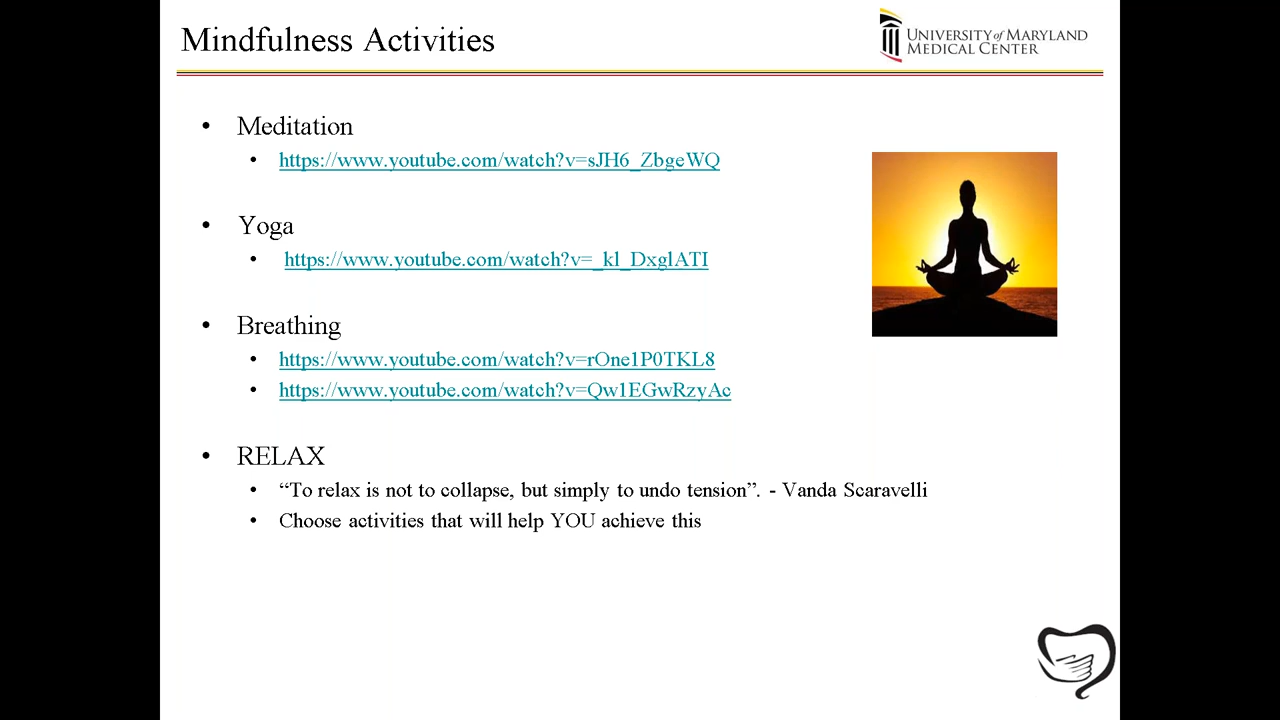 Mindfulness Activities
UNIVERSITY of MARYLAND
MEDICAL CENTER
• Meditation
• https://www.youtube.com/watch?v=sJH6_ZbgeWQ
• Yoga
• https://www.youtube.com/watch?v=_kl_DxglATI
• Breathing
• https://www.youtube.com/watch?v=rOne1P0TKL8
• https://www.youtube.com/watch?v=Qw1EGwRzyAc
• RELAX
• “To relax is not to collapse, but simply to undo tension”. - Vanda Scaravelli
• Choose activities that will help YOU achieve this